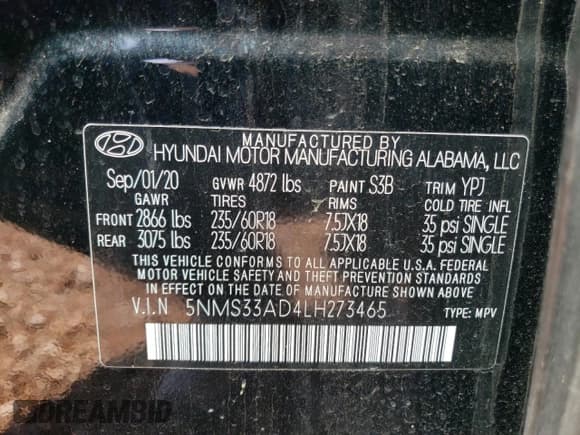 MANUFACTURED BY
HYUNDAI MOTOR MANUFACTURING ALABAMA, LLC
Sep/01/20 GVWR 4872 lbs PAINT S3B TRIM YPJ
GAWR TIRES RIMS COLD TIRE INFL
FRONT 2866 lbs 235/60R18 7.5JX18 35 psi SINGLE
REAR 3075 lbs 235/60R18 7.5JX18 35 psi SINGLE
THIS VEHICLE CONFORMS TO ALL APPLICABLE U.S.A. FEDERAL
MOTOR VEHICLE SAFETY AND THEFT PREVENTION STANDARDS
IN EFFECT ON THE DATE OF MANUFACTURE SHOWN ABOVE.
V.I.N 5NMS33AD4LH273465 TYPE: MPV
DREAMBID